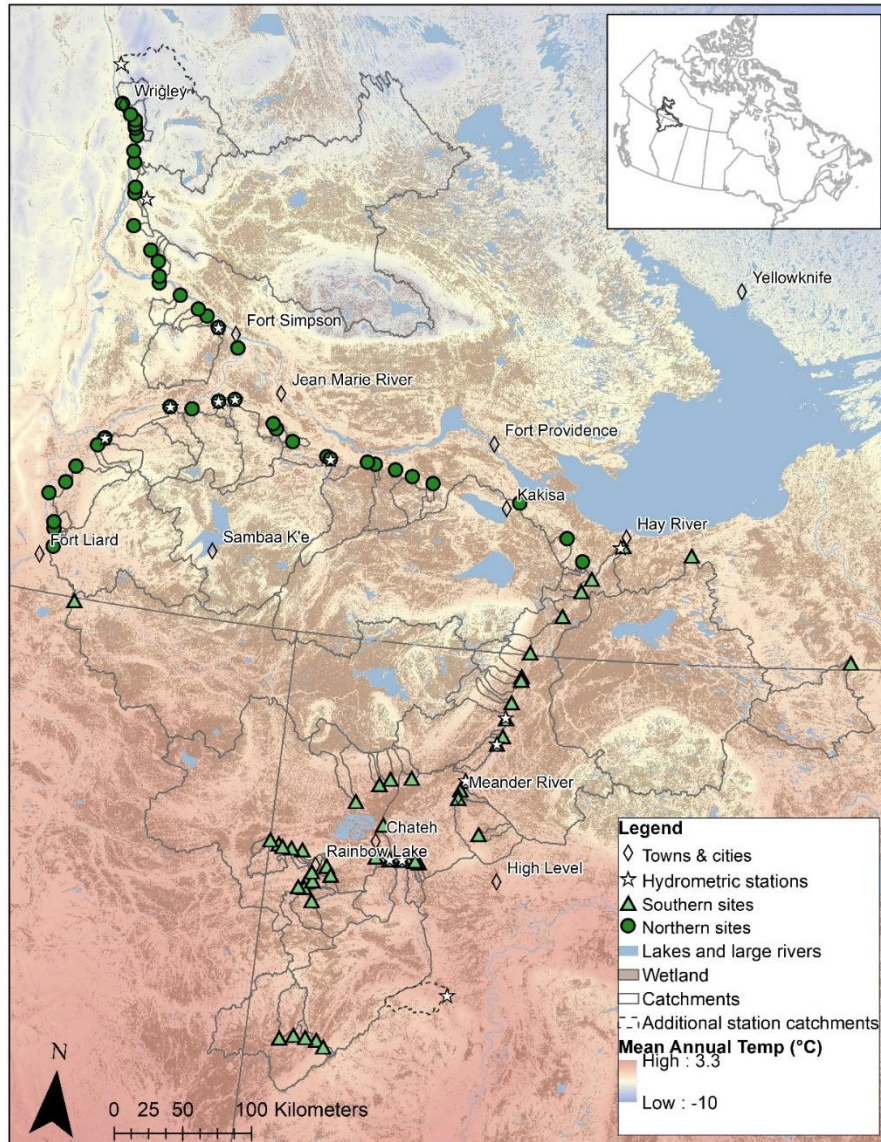 Wrigley
Yellowknife
Fort Simpson
Jean Marie River
Fort Providence
Kakisa
Hay River
Fort Liard
Sambaa K'e
Meander River
Chateh
Rainbow Lake
High Level
Legend
Towns & cities
Hydrometric stations
Southern sites
Northern sites
Lakes and large rivers
Wetland
Catchments
Additional station catchments
Mean Annual Temp (°C)
High : 3.3
Low : -10
N
0 25 50 100 Kilometers